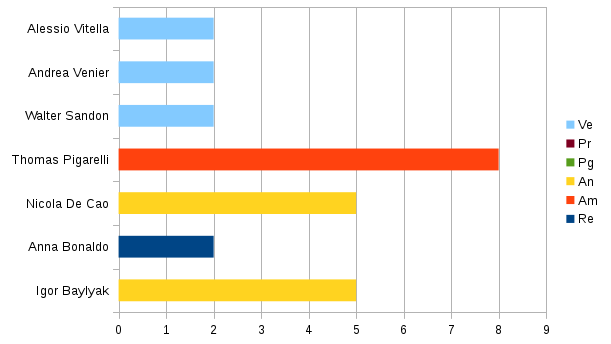 Alessio Vitella
Andrea Venier
Walter Sandon
Thomas Pigarelli
Nicola De Cao
Anna Bonaldo
Igor Baylyak
0 1 2 3 4 5 6 7 8 9
Ve
Pr
Pg
An
Am
Re